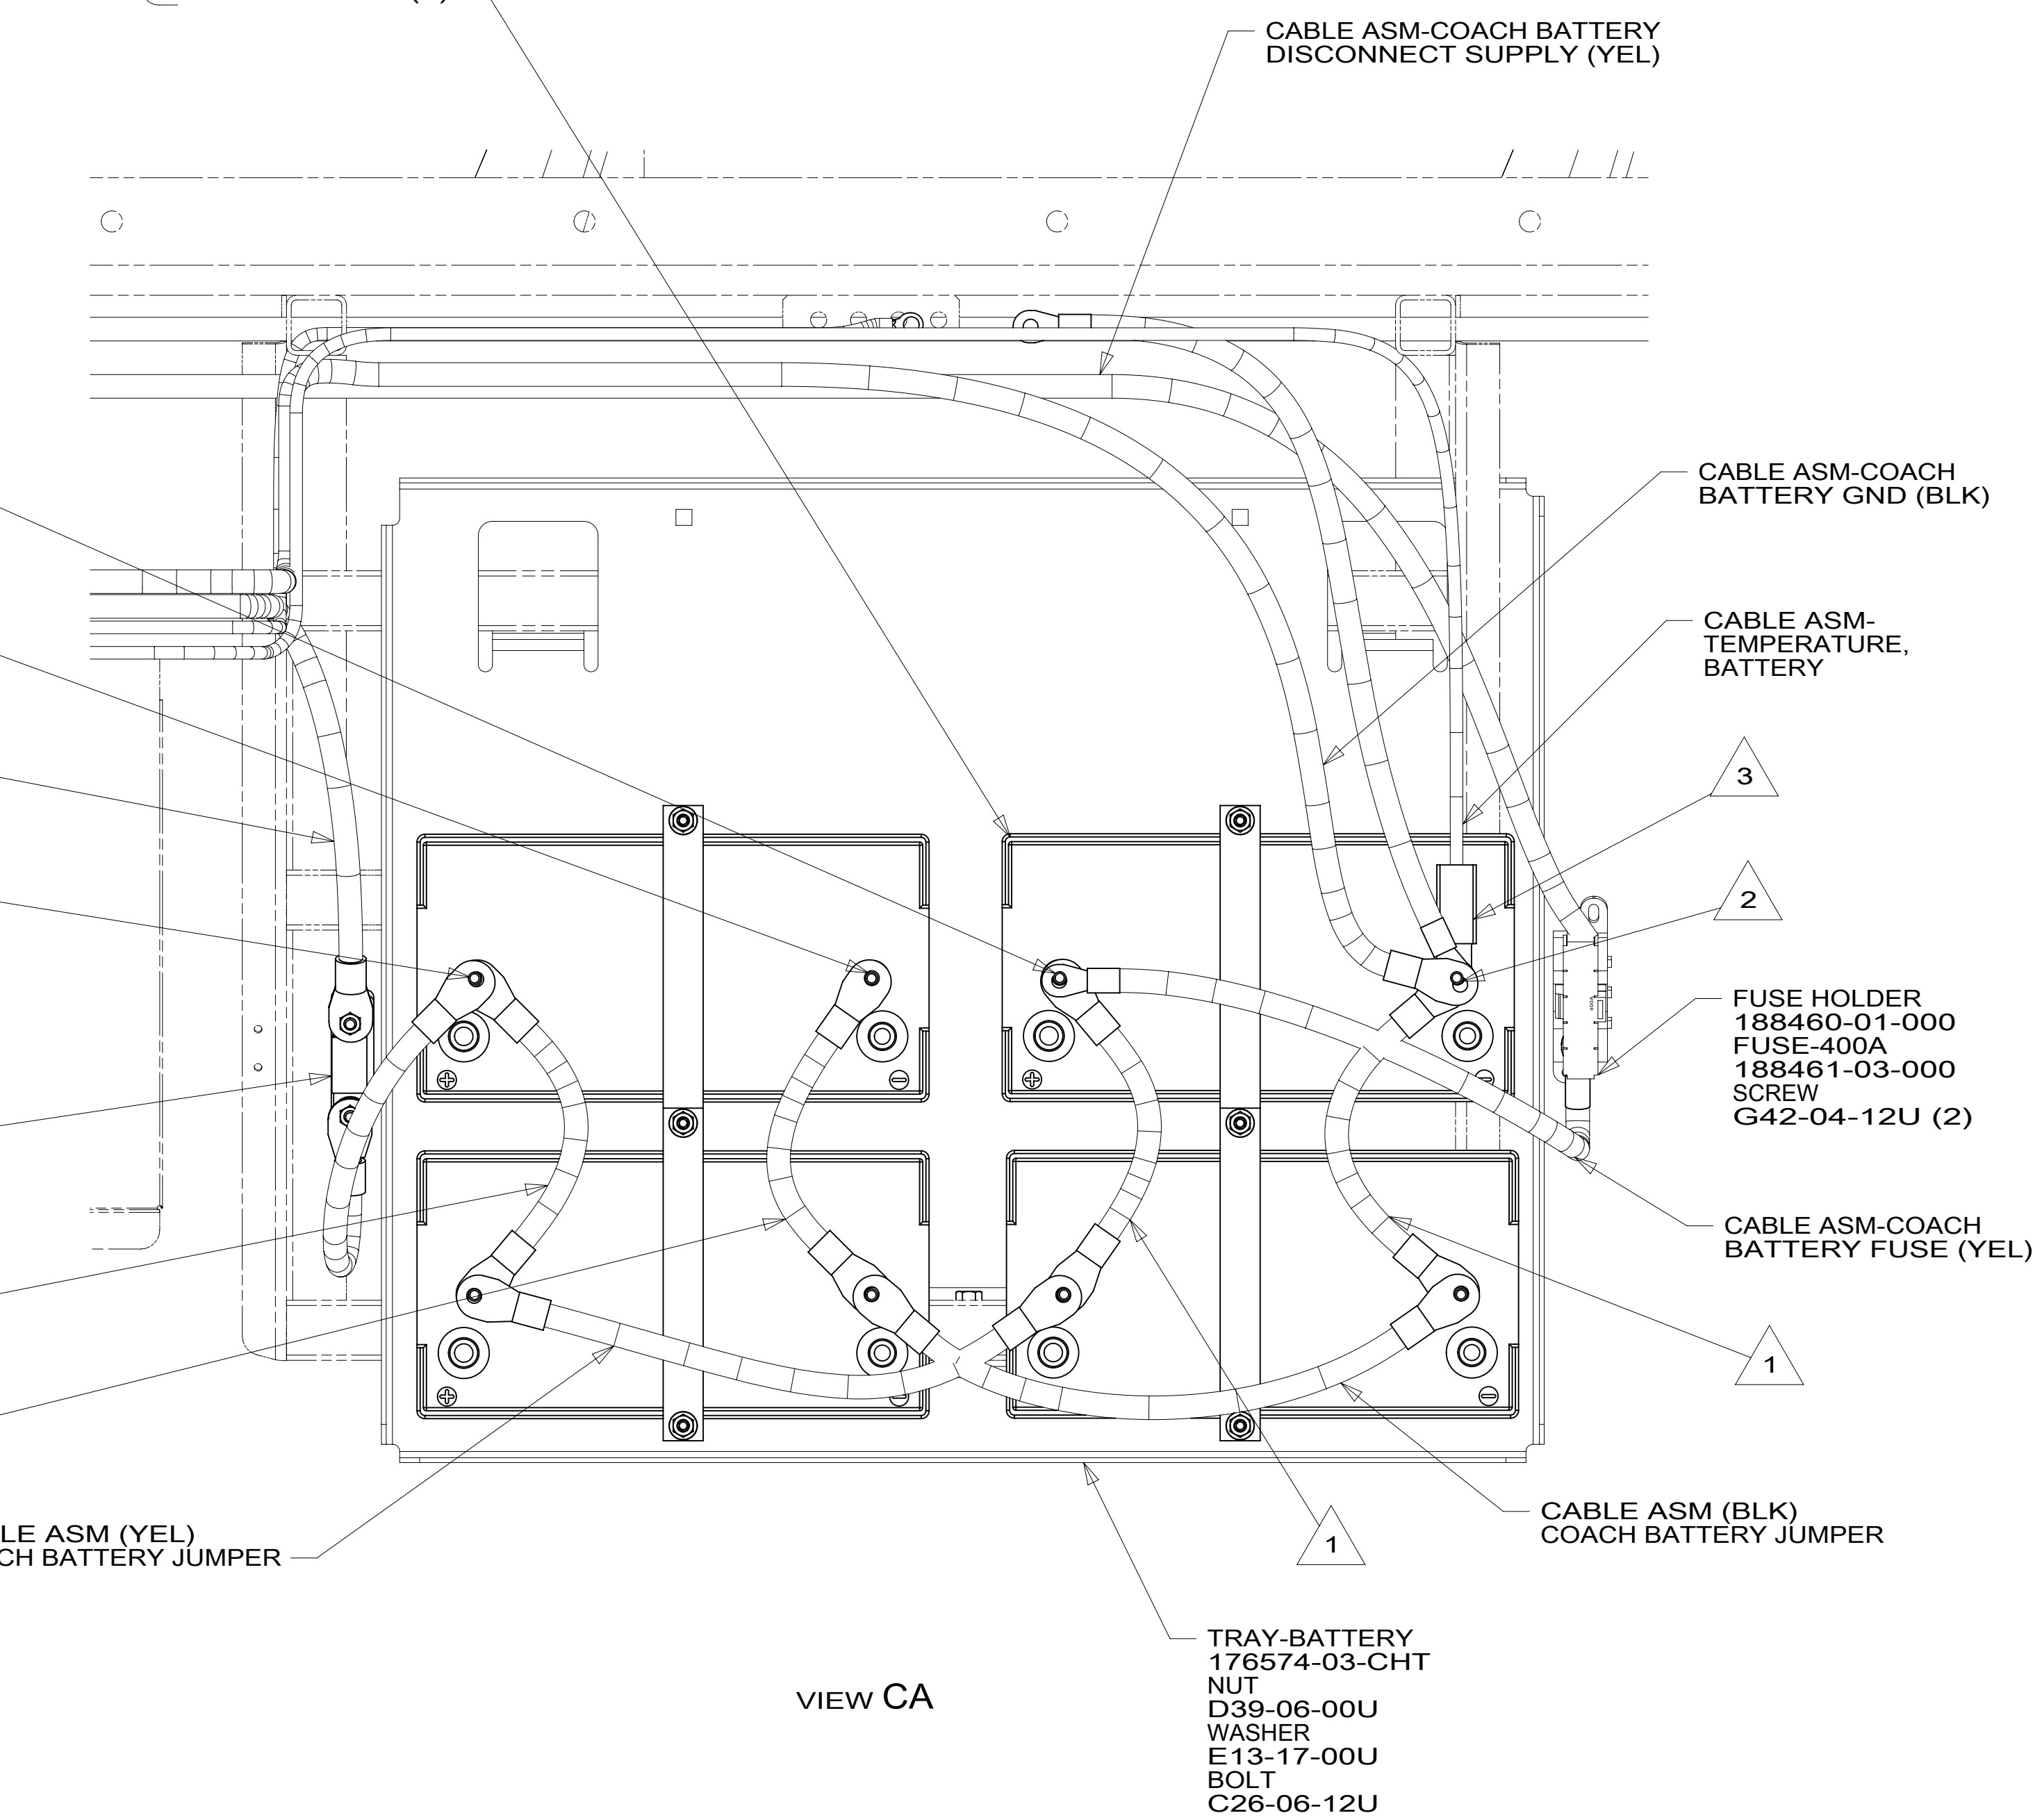 CABLE ASM-COACH BATTERY
DISCONNECT SUPPLY (YEL)
CABLE ASM-COACH
BATTERY GND (BLK)
CABLE ASM-
TEMPERATURE,
BATTERY
3
2
400A
FUSE HOLDER
188460-01-000
FUSE-400A
188461-03-000
SCREW
G42-04-12U (2)
CABLE ASM-COACH
BATTERY FUSE (YEL)
1
CABLE ASM (BLK)
COACH BATTERY JUMPER
1
LE ASM (YEL)
CH BATTERY JUMPER
TRAY-BATTERY
176574-03-CHT
NUT
D39-06-00U
WASHER
E13-17-00U
BOLT
C26-06-12U
VIEW CA